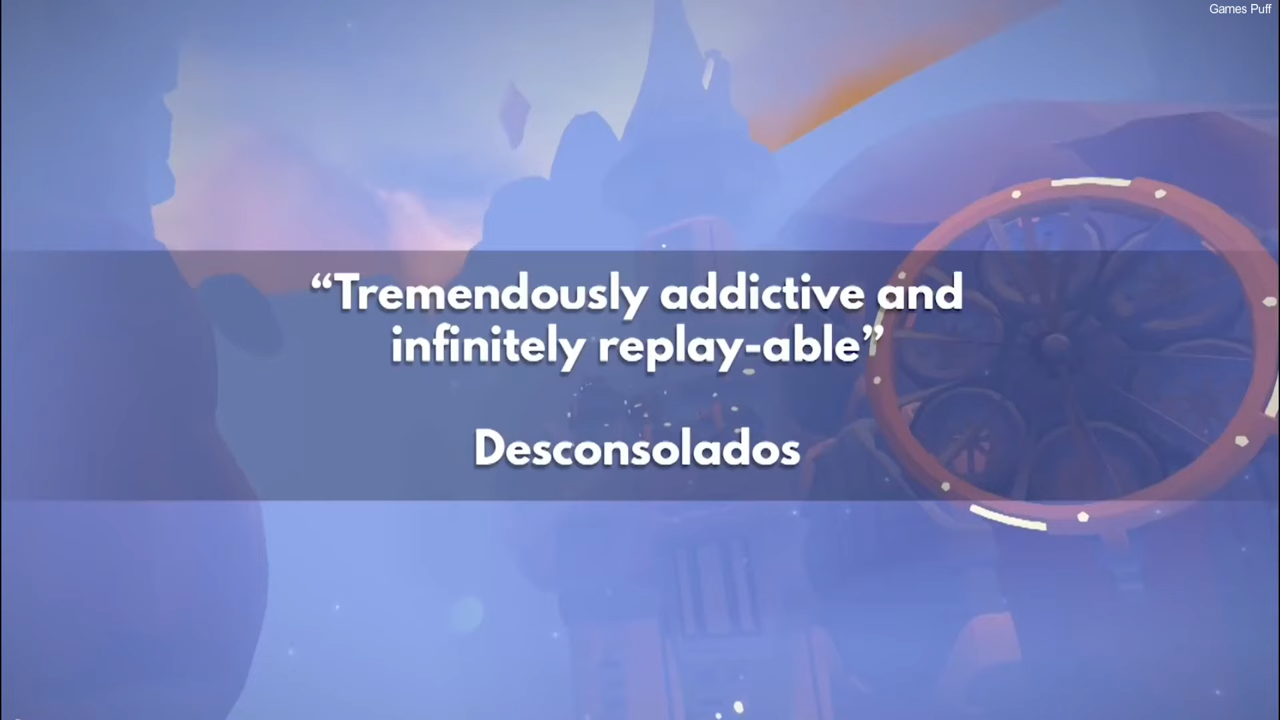 Games Puff
“Tremendously addictive and
infinitely replay-able”
Desconsolados